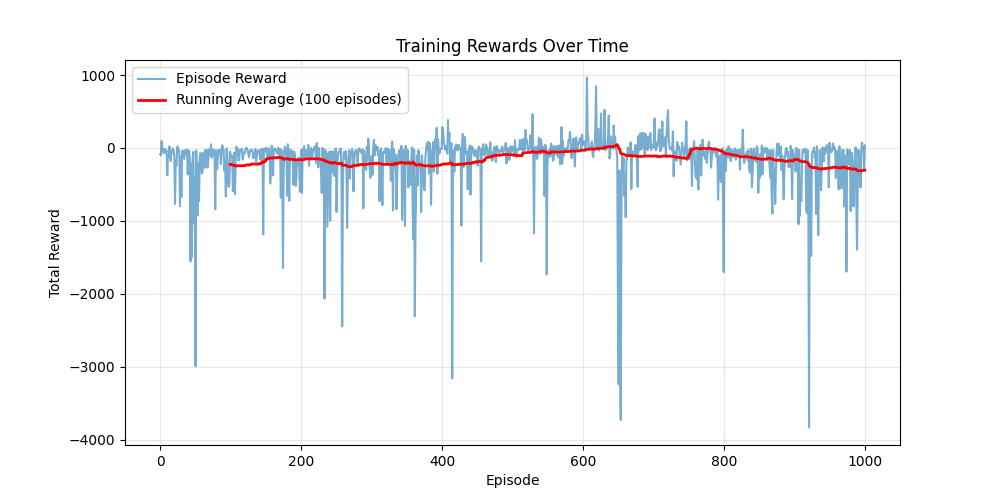 Training Rewards Over Time
Episode Reward
Running Average (100 episodes)
Total Reward
1000
0
−1000
−2000
−3000
−4000
0
200
400
600
800
1000
Episode